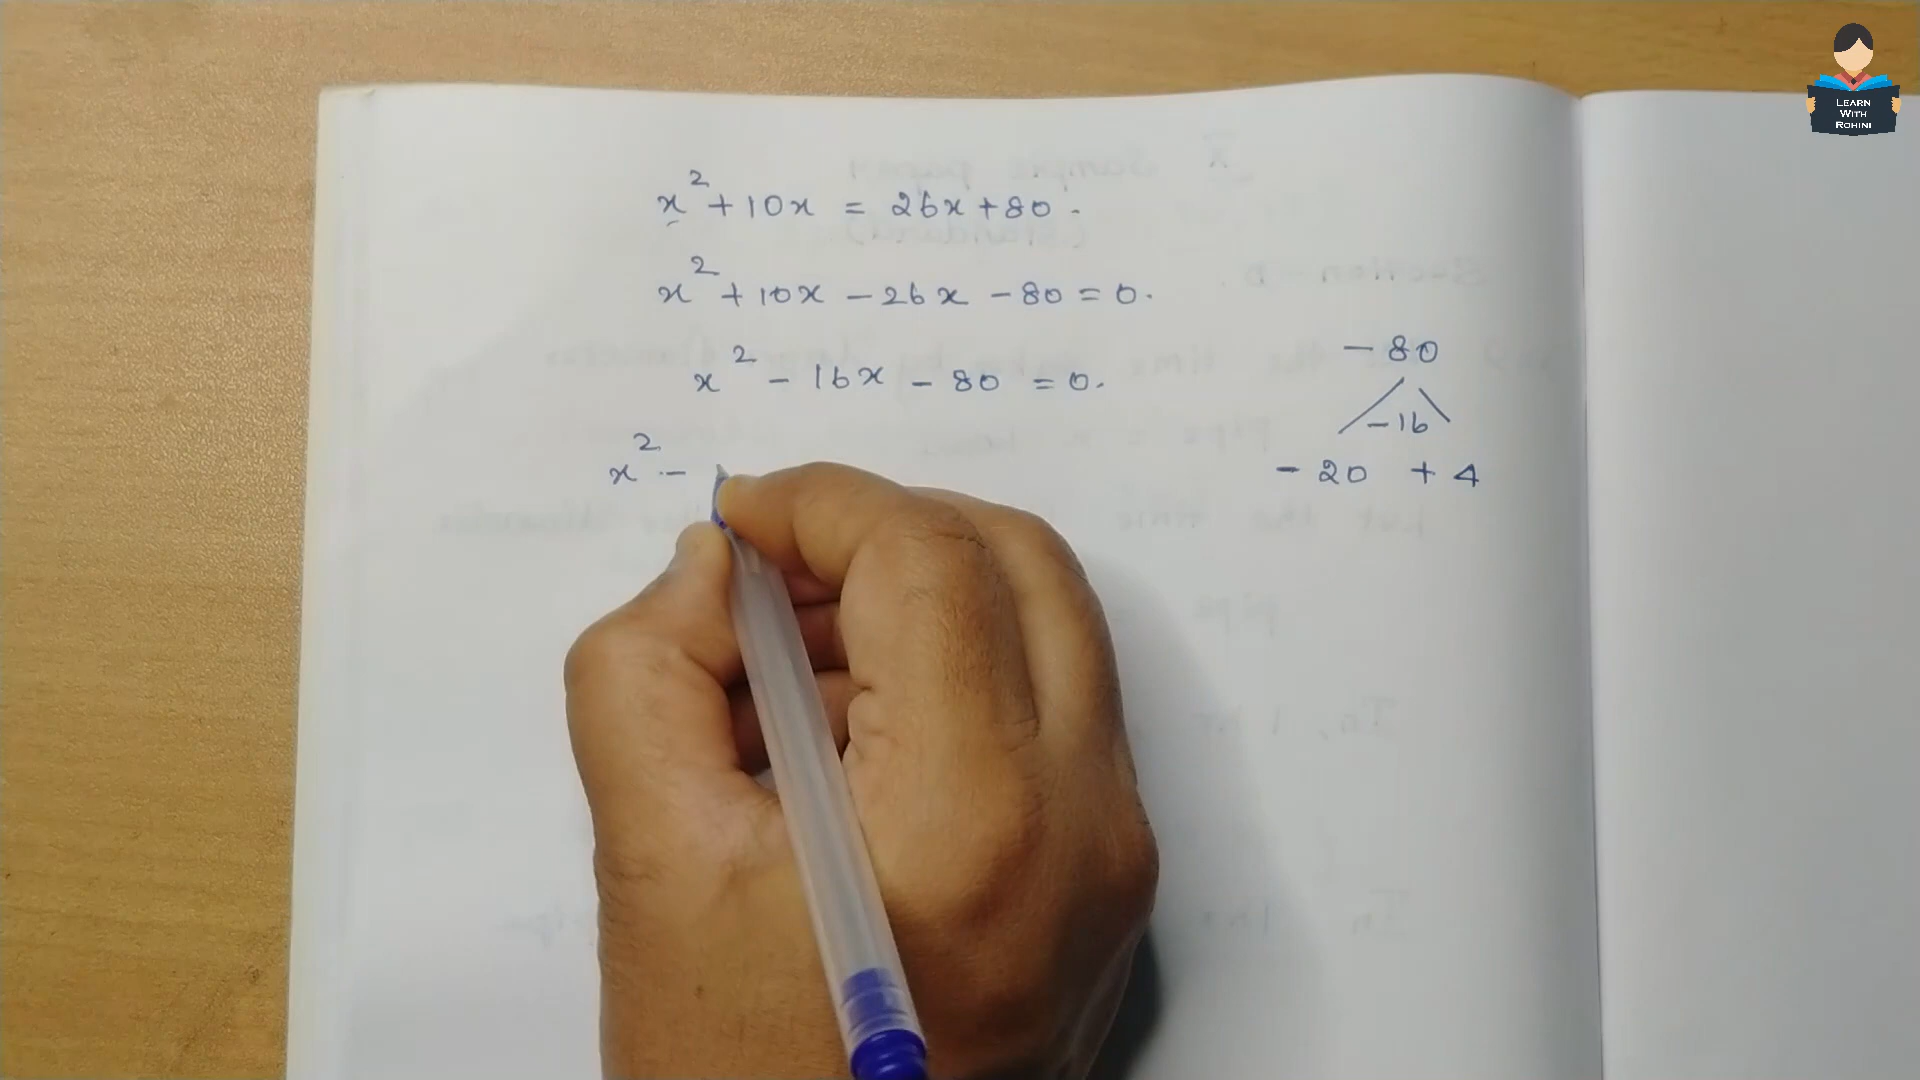 x² + 10x = 26x + 80.
x² + 10x - 26x - 80 = 0.
x² - 16x - 80 = 0.
x² -
- 80
- 16
- 20 + 4
LEARN
WITH
ROHINI